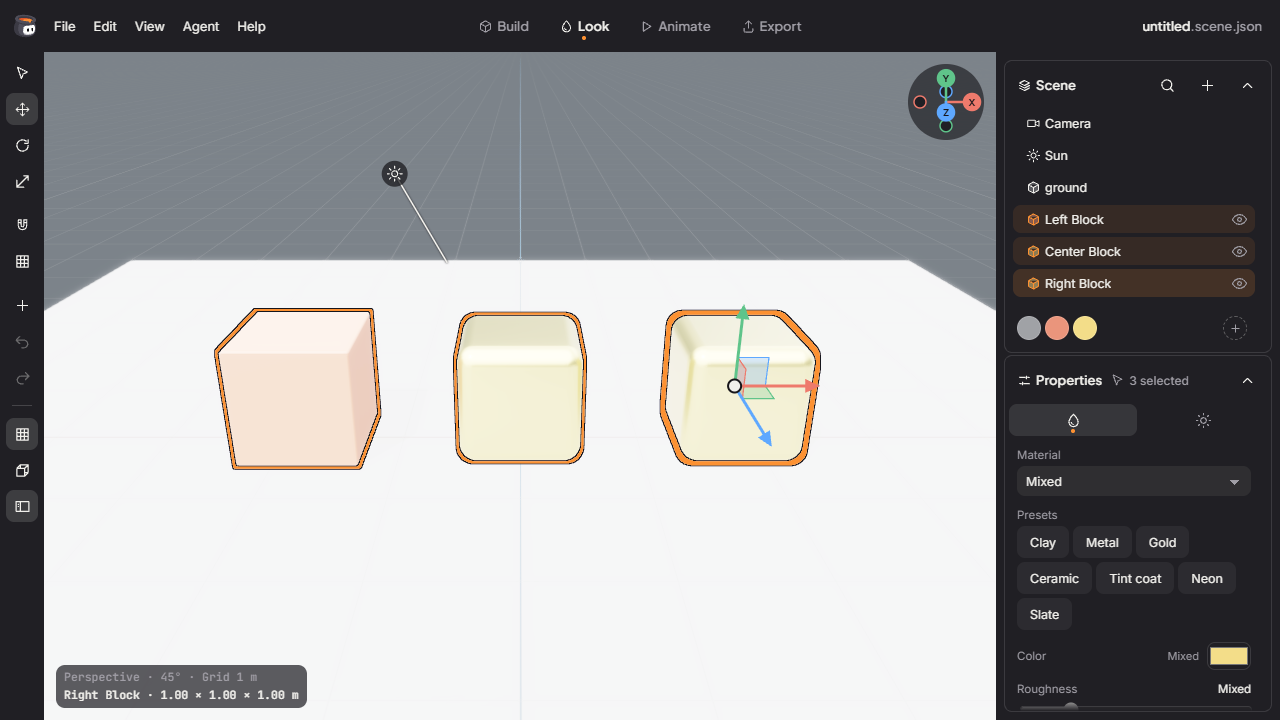 File Edit View Agent Help
Build Look Animate Export
untitled.scene.json
Y
X
Z
Scene
Camera
Sun
ground
Left Block
Center Block
Right Block
Properties 3 selected
Material
Mixed
Presets
Clay Metal Gold
Ceramic Tint coat Neon
Slate
Color Mixed
Roughness Mixed
Perspective · 45° · Grid 1 m
Right Block · 1.00 × 1.00 × 1.00 m